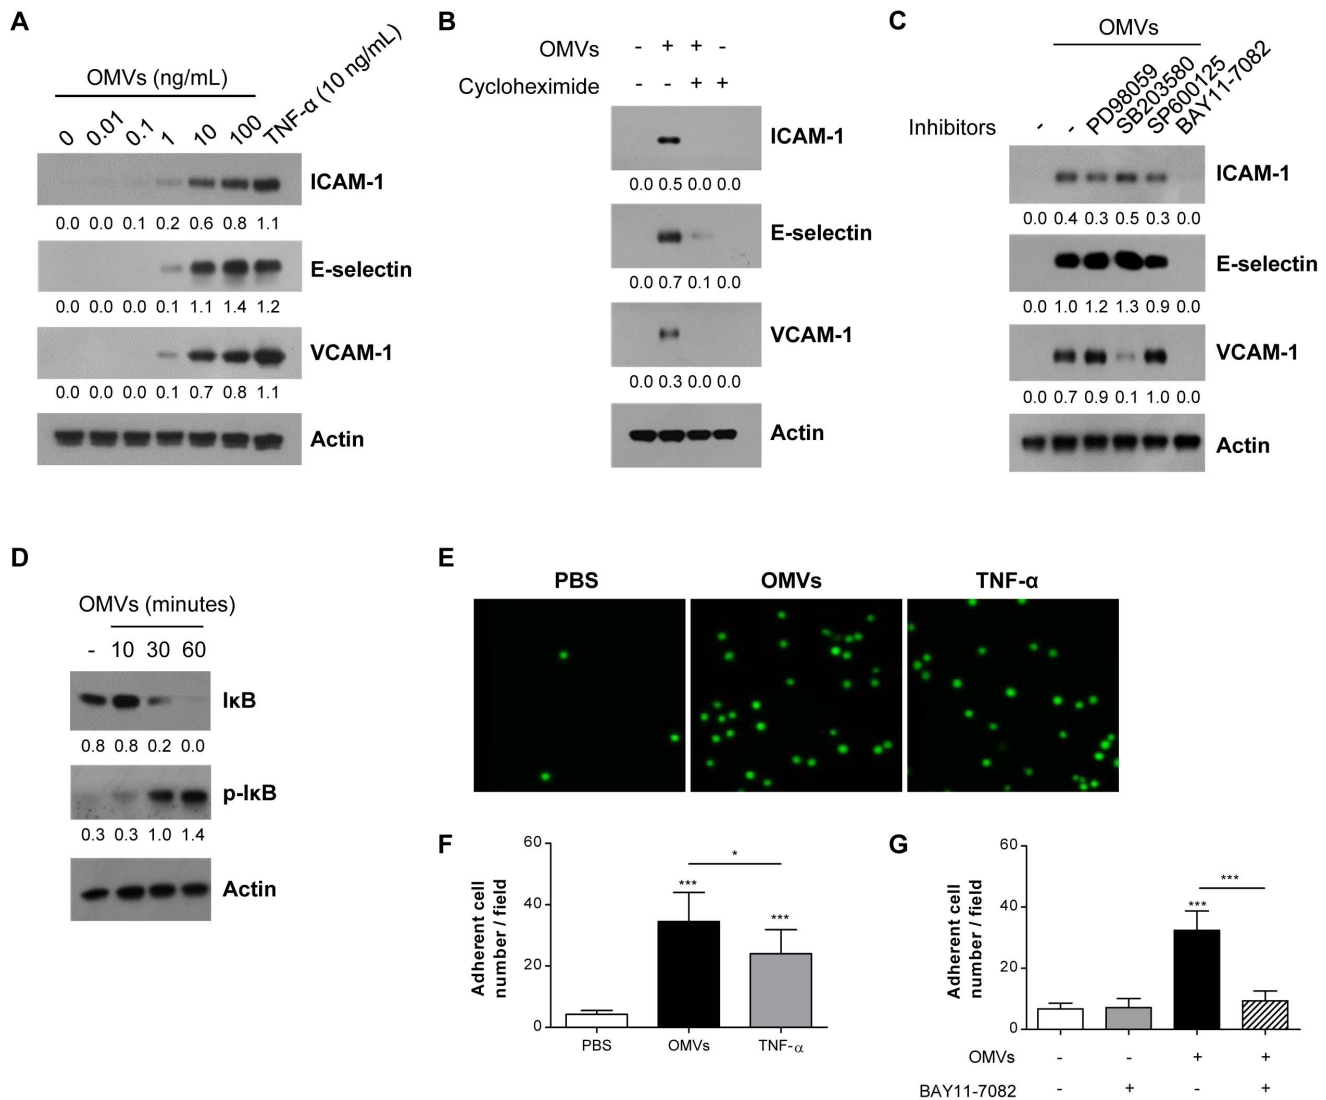 A
OMVs (ng/mL)
0 0.01 0.1 1 10 100 TNF-α (10 ng/mL)
ICAM-1
0.0 0.0 0.1 0.2 0.6 0.8 1.1
E-selectin
0.0 0.0 0.0 0.1 1.1 1.4 1.2
VCAM-1
0.0 0.0 0.0 0.1 0.7 0.8 1.1
Actin
B
OMVs - + + -
Cycloheximide - - + +
ICAM-1
0.0 0.5 0.0 0.0
E-selectin
0.0 0.7 0.1 0.0
VCAM-1
0.0 0.3 0.0 0.0
Actin
C
OMVs
Inhibitors - - PD98059 SB203580 SP600125 BAY11-7082
ICAM-1
0.0 0.4 0.3 0.5 0.3 0.0
E-selectin
0.0 1.0 1.2 1.3 0.9 0.0
VCAM-1
0.0 0.7 0.9 0.1 1.0 0.0
Actin
D
OMVs (minutes)
- 10 30 60
IκB
0.8 0.8 0.2 0.0
p-IκB
0.3 0.3 1.0 1.4
Actin
E
PBS OMVs TNF-α
F
Adherent cell
number / field
60
40
20
0
*
*** ***
PBS OMVs TNF-α
G
Adherent cell
number / field
60
40
20
0
***
***
OMVs - - + +
BAY11-7082 - + - +